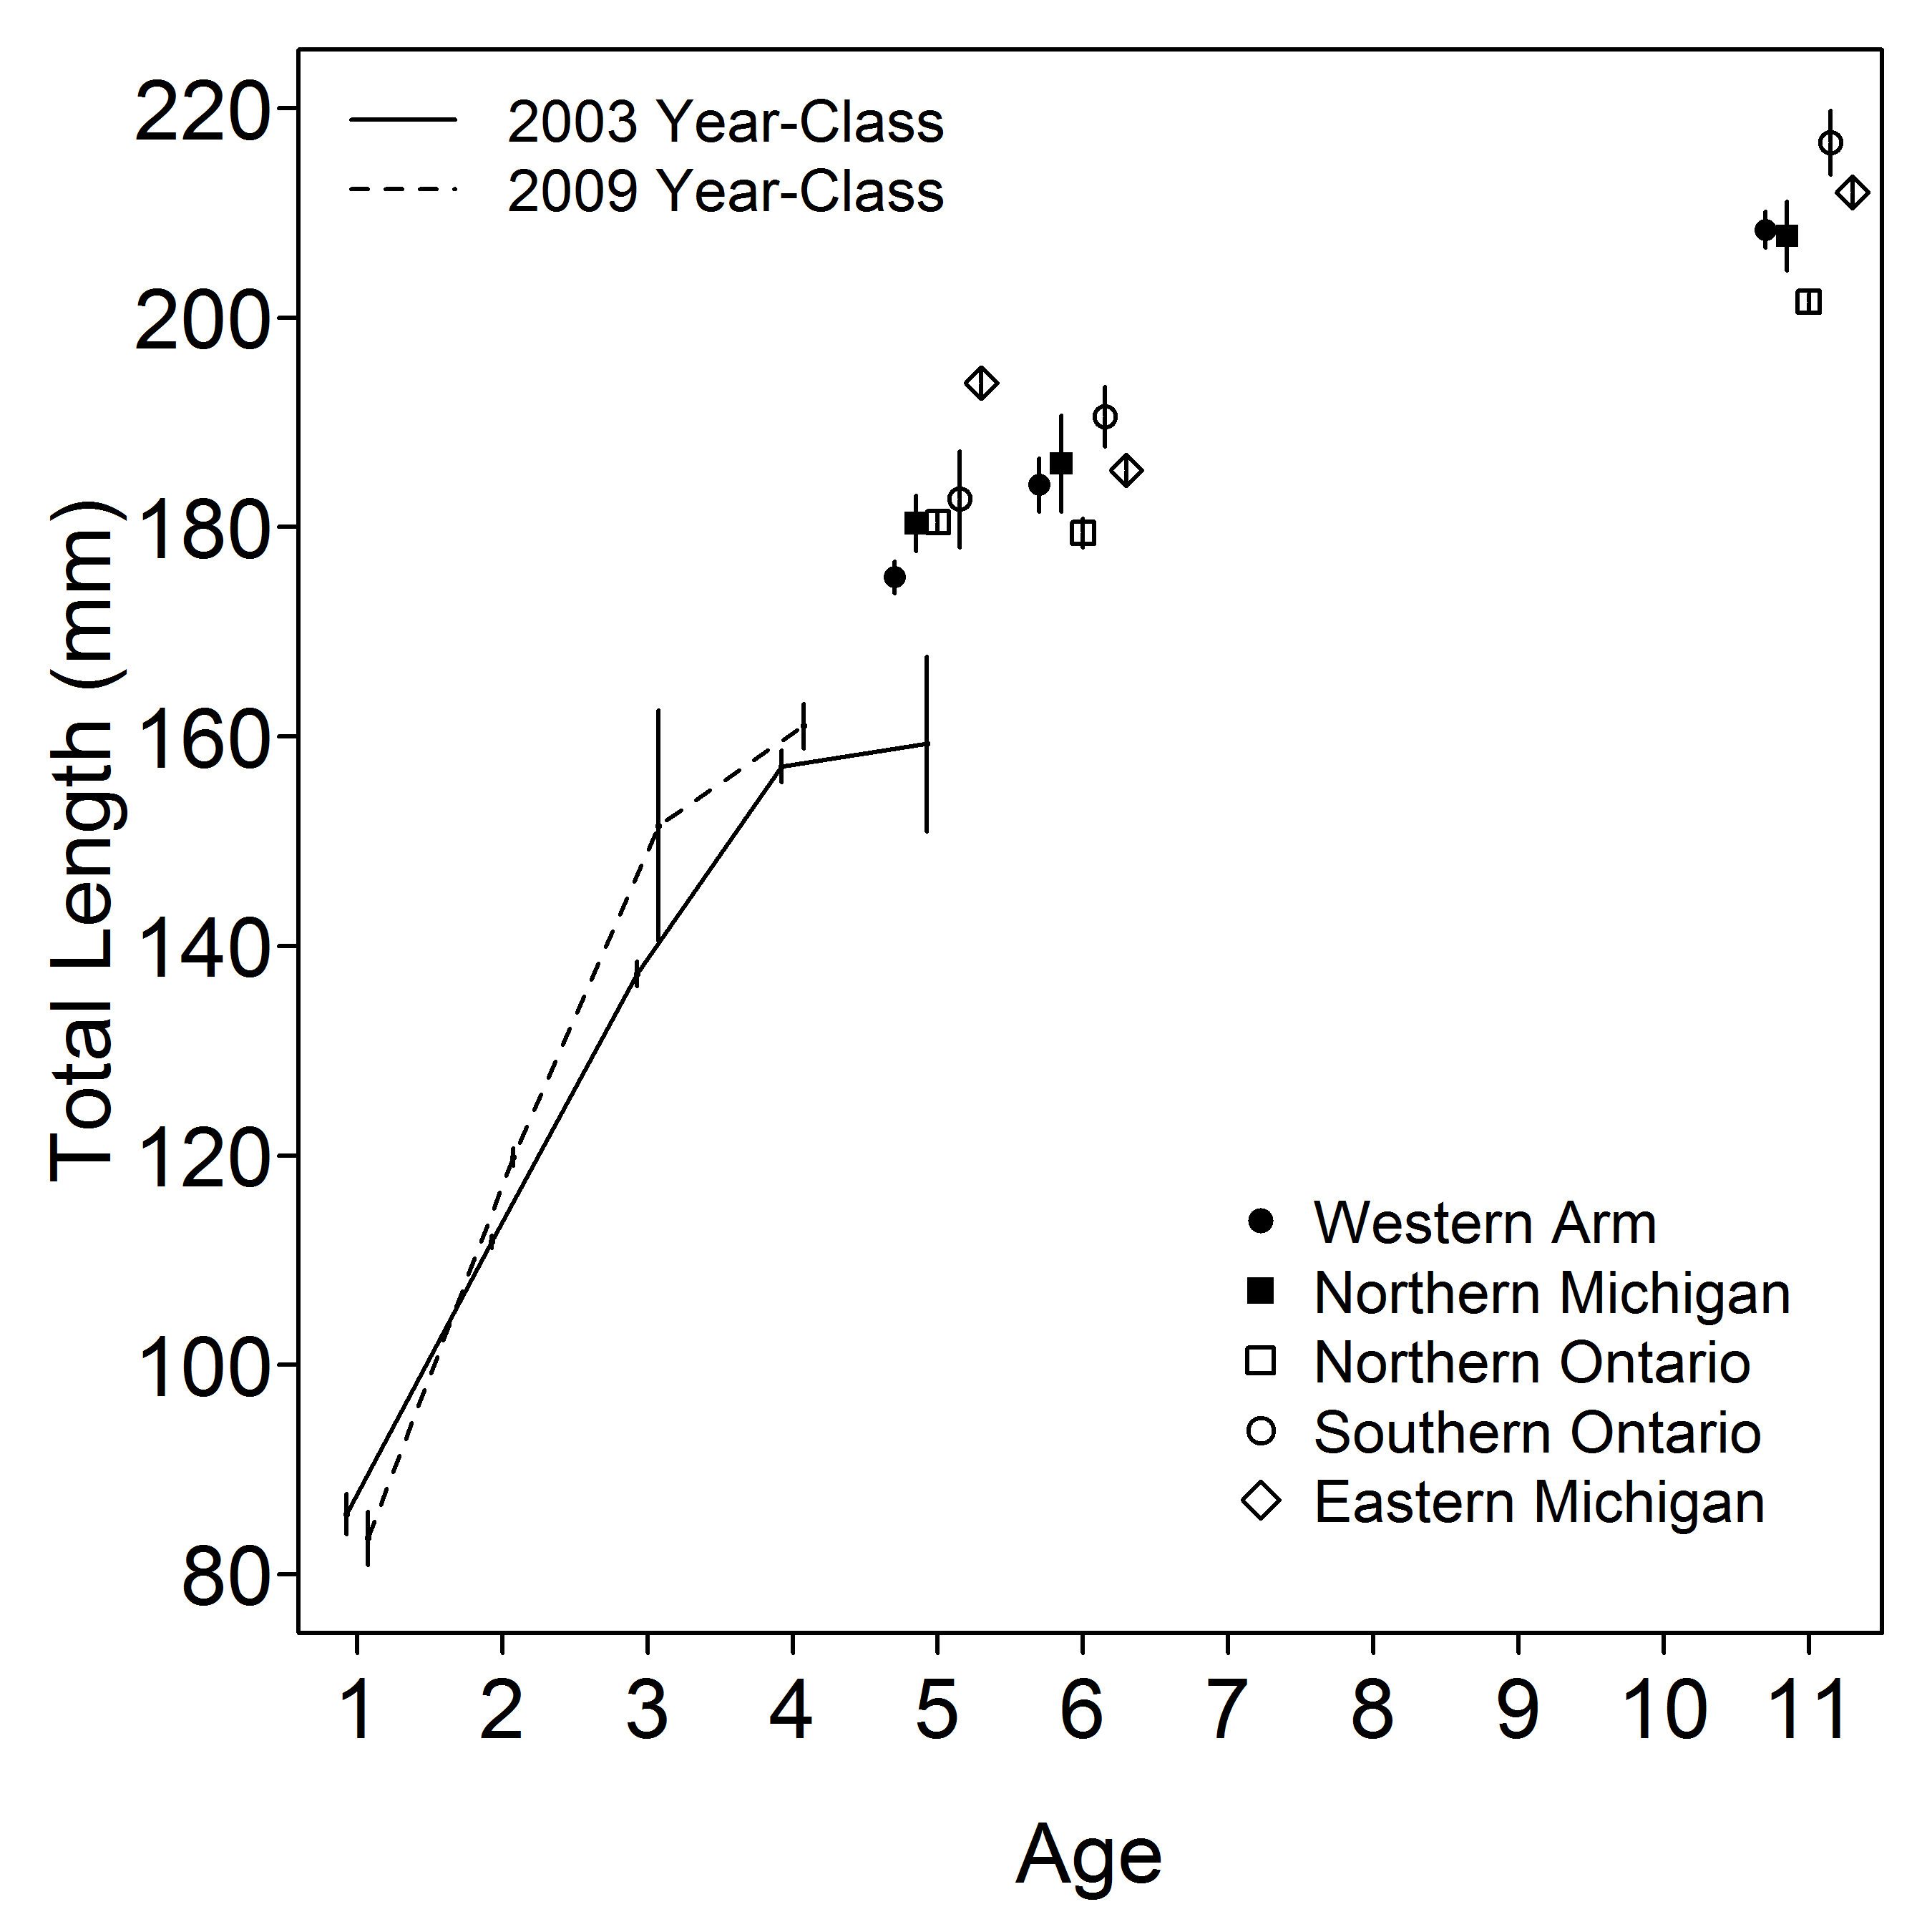 2003 Year-Class
2009 Year-Class
220
200
180
160
140
120
100
80
Total Length (mm)
Western Arm
Northern Michigan
Northern Ontario
Southern Ontario
Eastern Michigan
1 2 3 4 5 6 7 8 9 10 11
Age